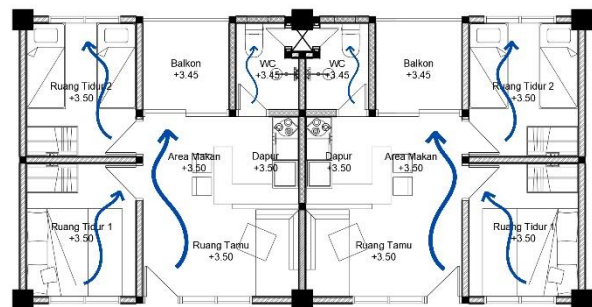 Balkon
+3.45
WC
+3.45
WC
+3.45
Balkon
+3.45
Ruang Tidur 2
+3.50
Ruang Tidur 2
+3.50
Area Makan
+3.50
Dapur
+3.50
Dapur
+3.50
Area Makan
+3.50
Ruang Tidur 1
+3.50
Ruang Tamu
+3.50
Ruang Tamu
+3.50
Ruang Tidur 1
+3.50